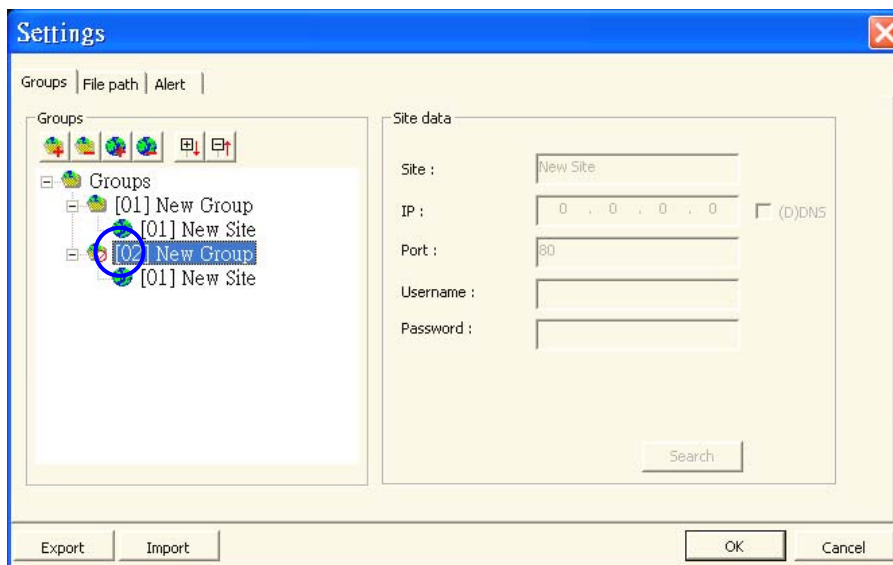 Settings
Groups File path Alert
Groups
Groups
[01] New Group
[01] New Site
[02] New Group
[01] New Site
Site data
Site :
New Site
IP :
0 . 0 . 0 . 0
(D)DNS
Port :
80
Username :
Password :
Search
Export
Import
OK
Cancel